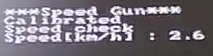 ***Speed Gun***
Calibrated
Speed check
Speed[km/h] : 2.6